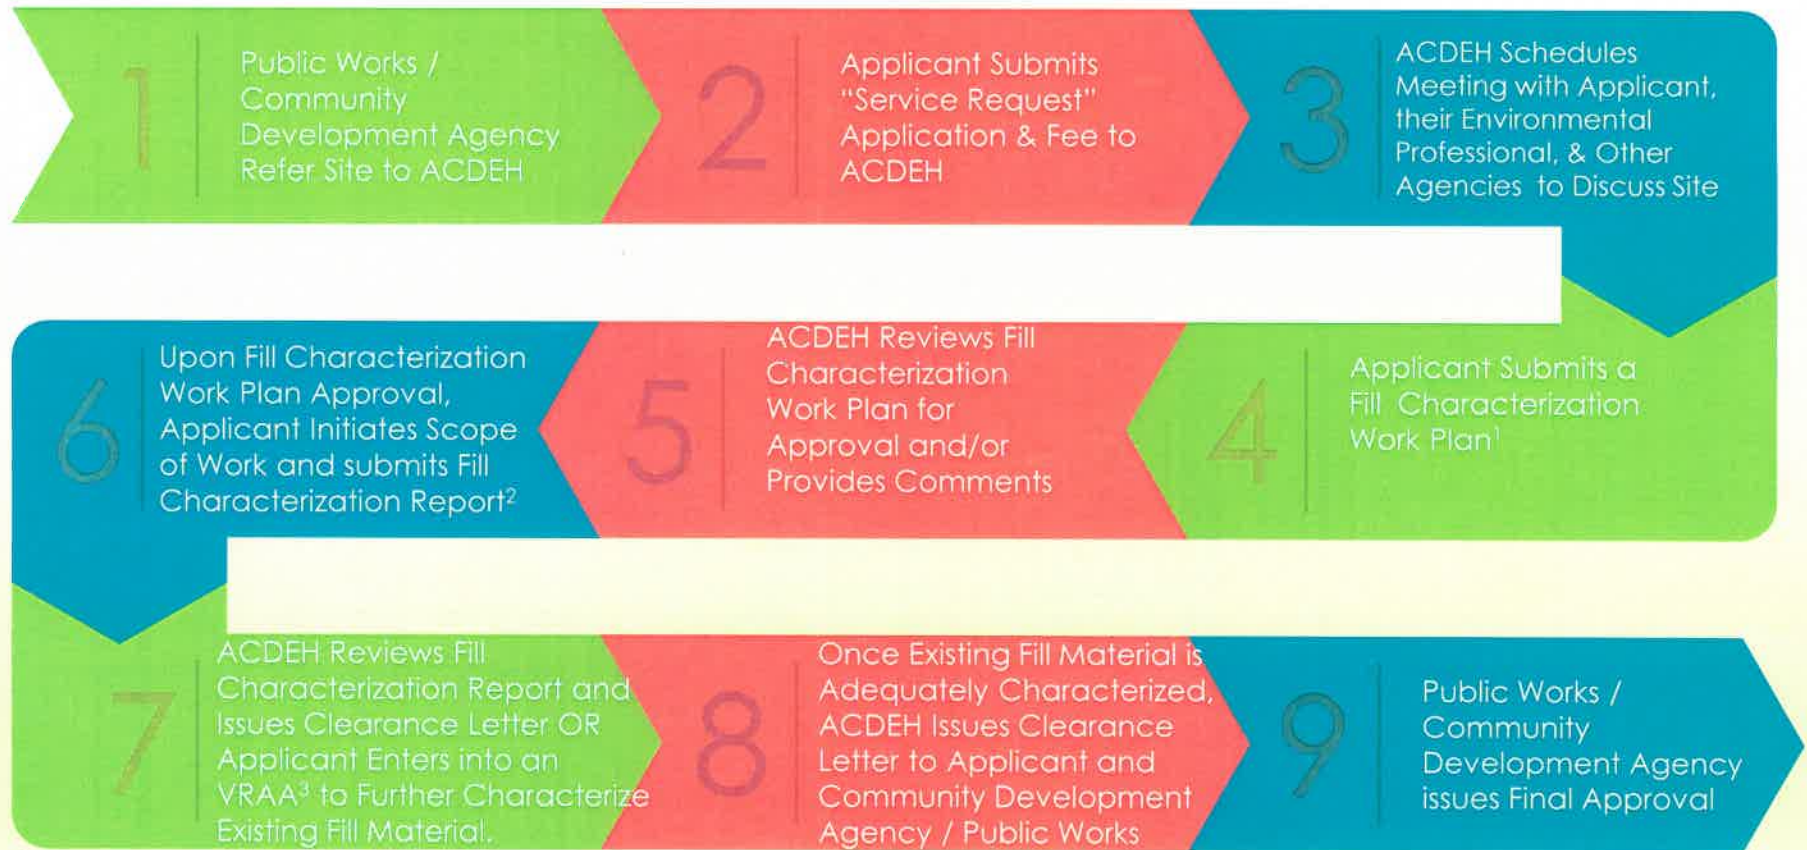 1
Public Works /
Community
Development Agency
Refer Site to ACDEH
2
Applicant Submits
“Service Request”
Application & Fee to
ACDEH
3
ACDEH Schedules
Meeting with Applicant,
their Environmental
Professional, & Other
Agencies to Discuss Site
4
Applicant Submits a
Fill Characterization
Work Plan¹
5
ACDEH Reviews Fill
Characterization
Work Plan for
Approval and/or
Provides Comments
6
Upon Fill Characterization
Work Plan Approval,
Applicant Initiates Scope
of Work and submits Fill
Characterization Report²
7
ACDEH Reviews Fill
Characterization Report and
Issues Clearance Letter OR
Applicant Enters into an
VRAA³ to Further Characterize
Existing Fill Material.
8
Once Existing Fill Material is
Adequately Characterized,
ACDEH Issues Clearance
Letter to Applicant and
Community Development
Agency / Public Works
9
Public Works /
Community
Development Agency
issues Final Approval